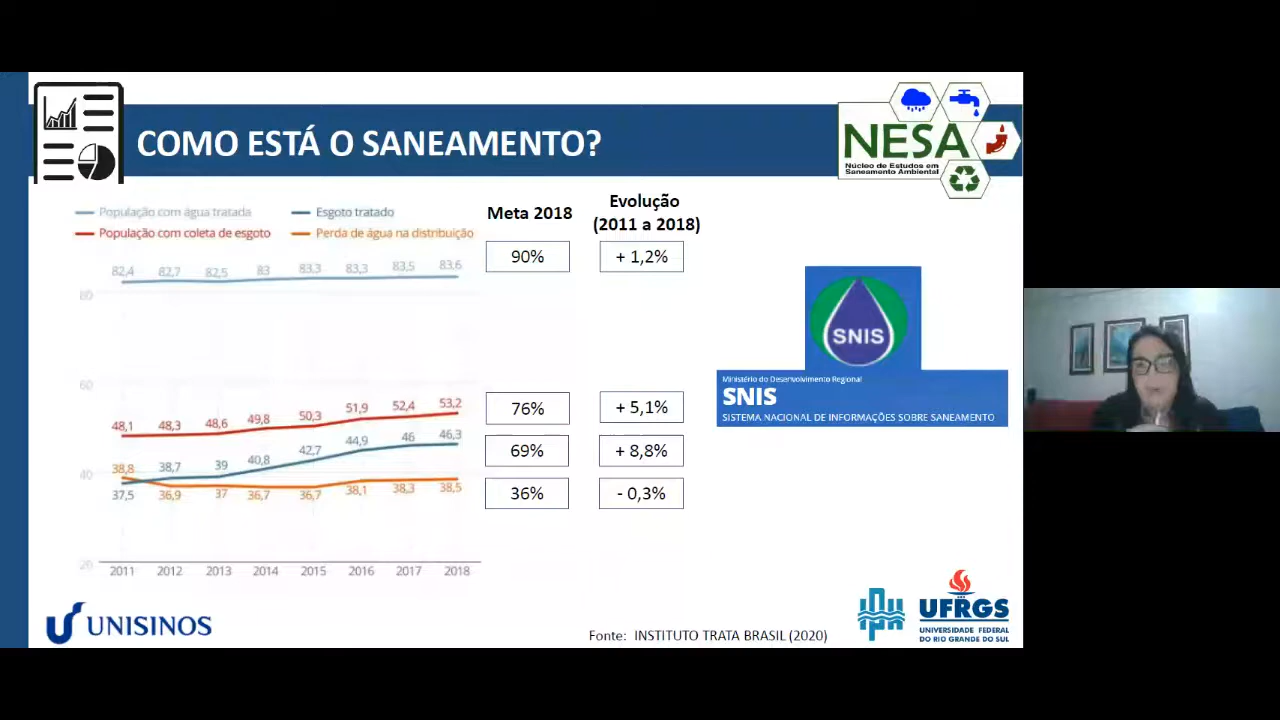 COMO ESTÁ O SANEAMENTO?
NESA
Núcleo de Estudos em
Saneamento Ambiental
População com água tratada
Esgoto tratado
População com coleta de esgoto
Perda de água na distribuição
Meta 2018
Evolução
(2011 a 2018)
90%
+ 1,2%
82,4 82,7 82,5 83 83,3 83,3 83,5 83,6
80
60
76%
+ 5,1%
48,1 48,3 48,6 49,8 50,3 51,9 52,4 53,2
69%
+ 8,8%
37,5 38,7 39 40,8 42,7 44,9 46 46,3
40
36%
- 0,3%
38,8 36,9 37 36,7 36,7 38,1 38,3 38,5
20
2011 2012 2013 2014 2015 2016 2017 2018
SNIS
Ministério do Desenvolvimento Regional
SNIS
SISTEMA NACIONAL DE INFORMAÇÕES SOBRE SANEAMENTO
UNISINOS
Fonte: INSTITUTO TRATA BRASIL (2020)
UFRGS
UNIVERSIDADE FEDERAL
DO RIO GRANDE DO SUL